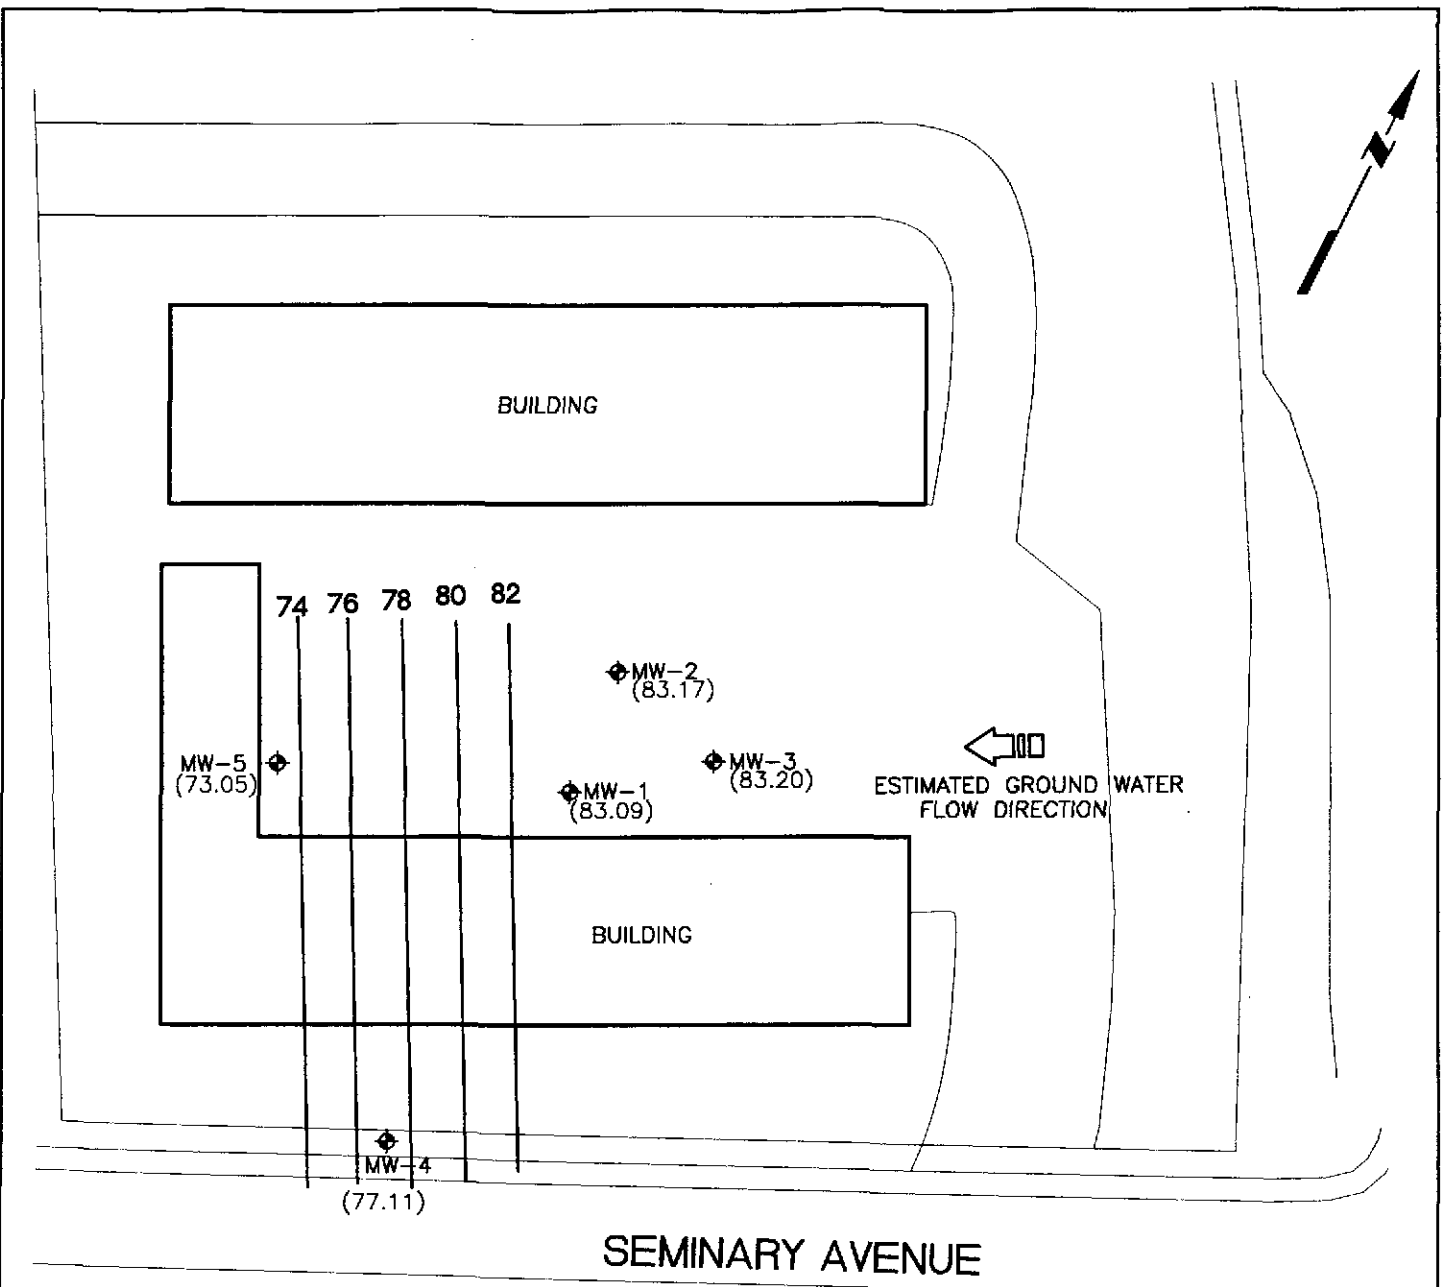 N
BUILDING
74 76 78 80 82
MW-2
(83.17)
MW-5
(73.05)
MW-3
(83.20)
MW-1
(83.09)
ESTIMATED GROUND WATER
FLOW DIRECTION
BUILDING
MW-4
(77.11)
SEMINARY AVENUE